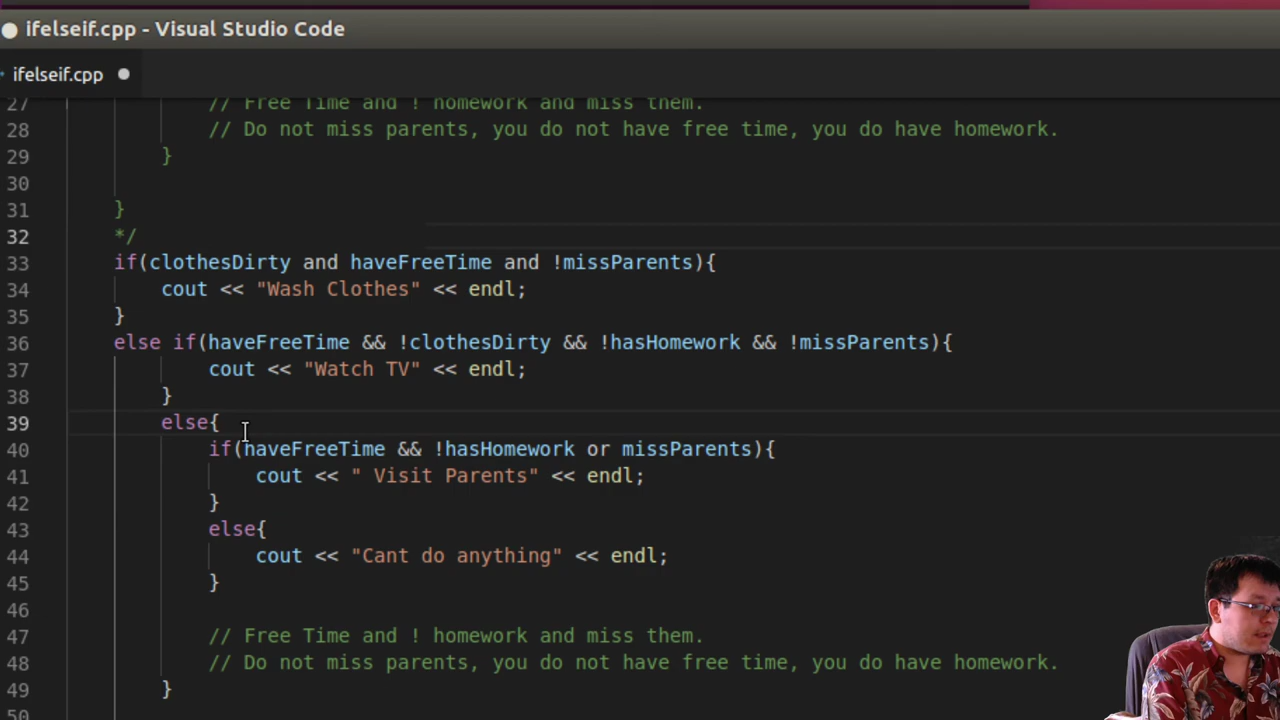 ifelseif.cpp - Visual Studio Code
ifelseif.cpp
27 // Free Time and ! homework and miss them.
28 // Do not miss parents, you do not have free time, you do have homework.
29 }
30
31 }
32 */
33 if(clothesDirty and haveFreeTime and !missParents){
34 cout << "Wash Clothes" << endl;
35 }
36 else if(haveFreeTime && !clothesDirty && !hasHomework && !missParents){
37 cout << "Watch TV" << endl;
38 }
39 else{
40 if(haveFreeTime && !hasHomework or missParents){
41 cout << " Visit Parents" << endl;
42 }
43 else{
44 cout << "Cant do anything" << endl;
45 }
46
47 // Free Time and ! homework and miss them.
48 // Do not miss parents, you do not have free time, you do have homework.
49 }
50